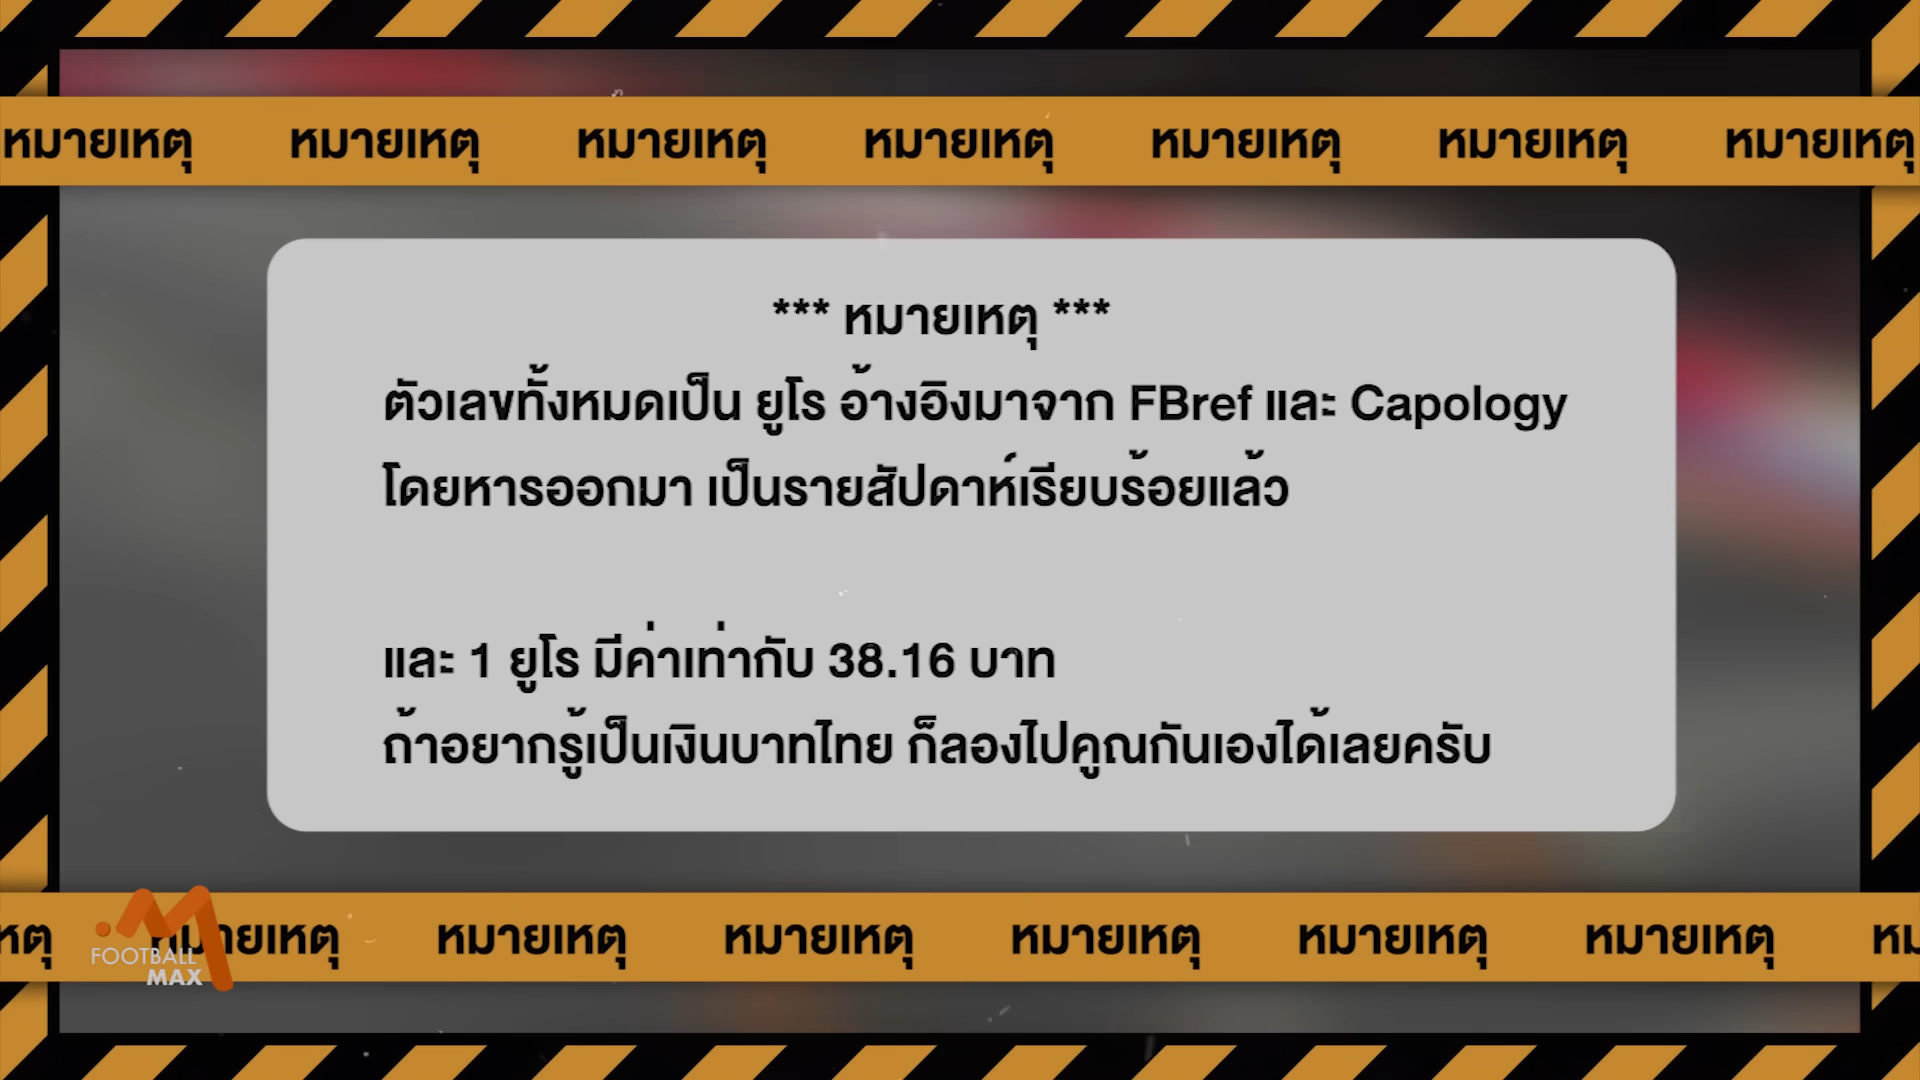 หมายเหตุ หมายเหตุ หมายเหตุ หมายเหตุ หมายเหตุ หมายเหตุ หมายเหตุ
*** หมายเหตุ ***
ตัวเลขทั้งหมดเป็น ยูโร อ้างอิงมาจาก FBref และ Capology
โดยหารออกมา เป็นรายสัปดาห์เรียบร้อยแล้ว
และ 1 ยูโร มีค่าเท่ากับ 38.16 บาท
ถ้าอยากรู้เป็นเงินบาทไทย ก็ลองไปคูณกันเองได้เลยครับ
หตุ หมายเหตุ หมายเหตุ หมายเหตุ หมายเหตุ หมายเหตุ หมายเหตุ หม
FOOTBALL
MAX